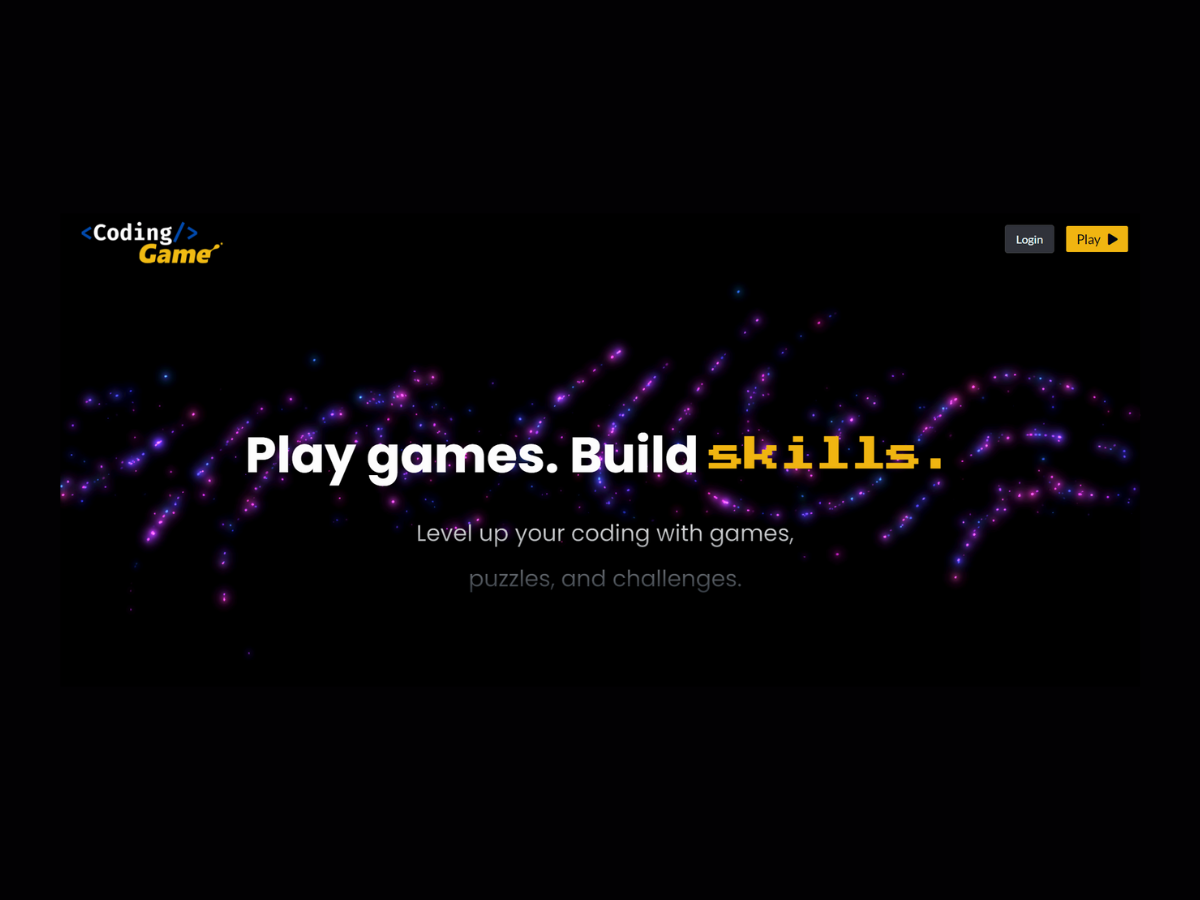 <Coding/>
Game
Login
Play
Play games. Build skills.
Level up your coding with games,
puzzles, and challenges.